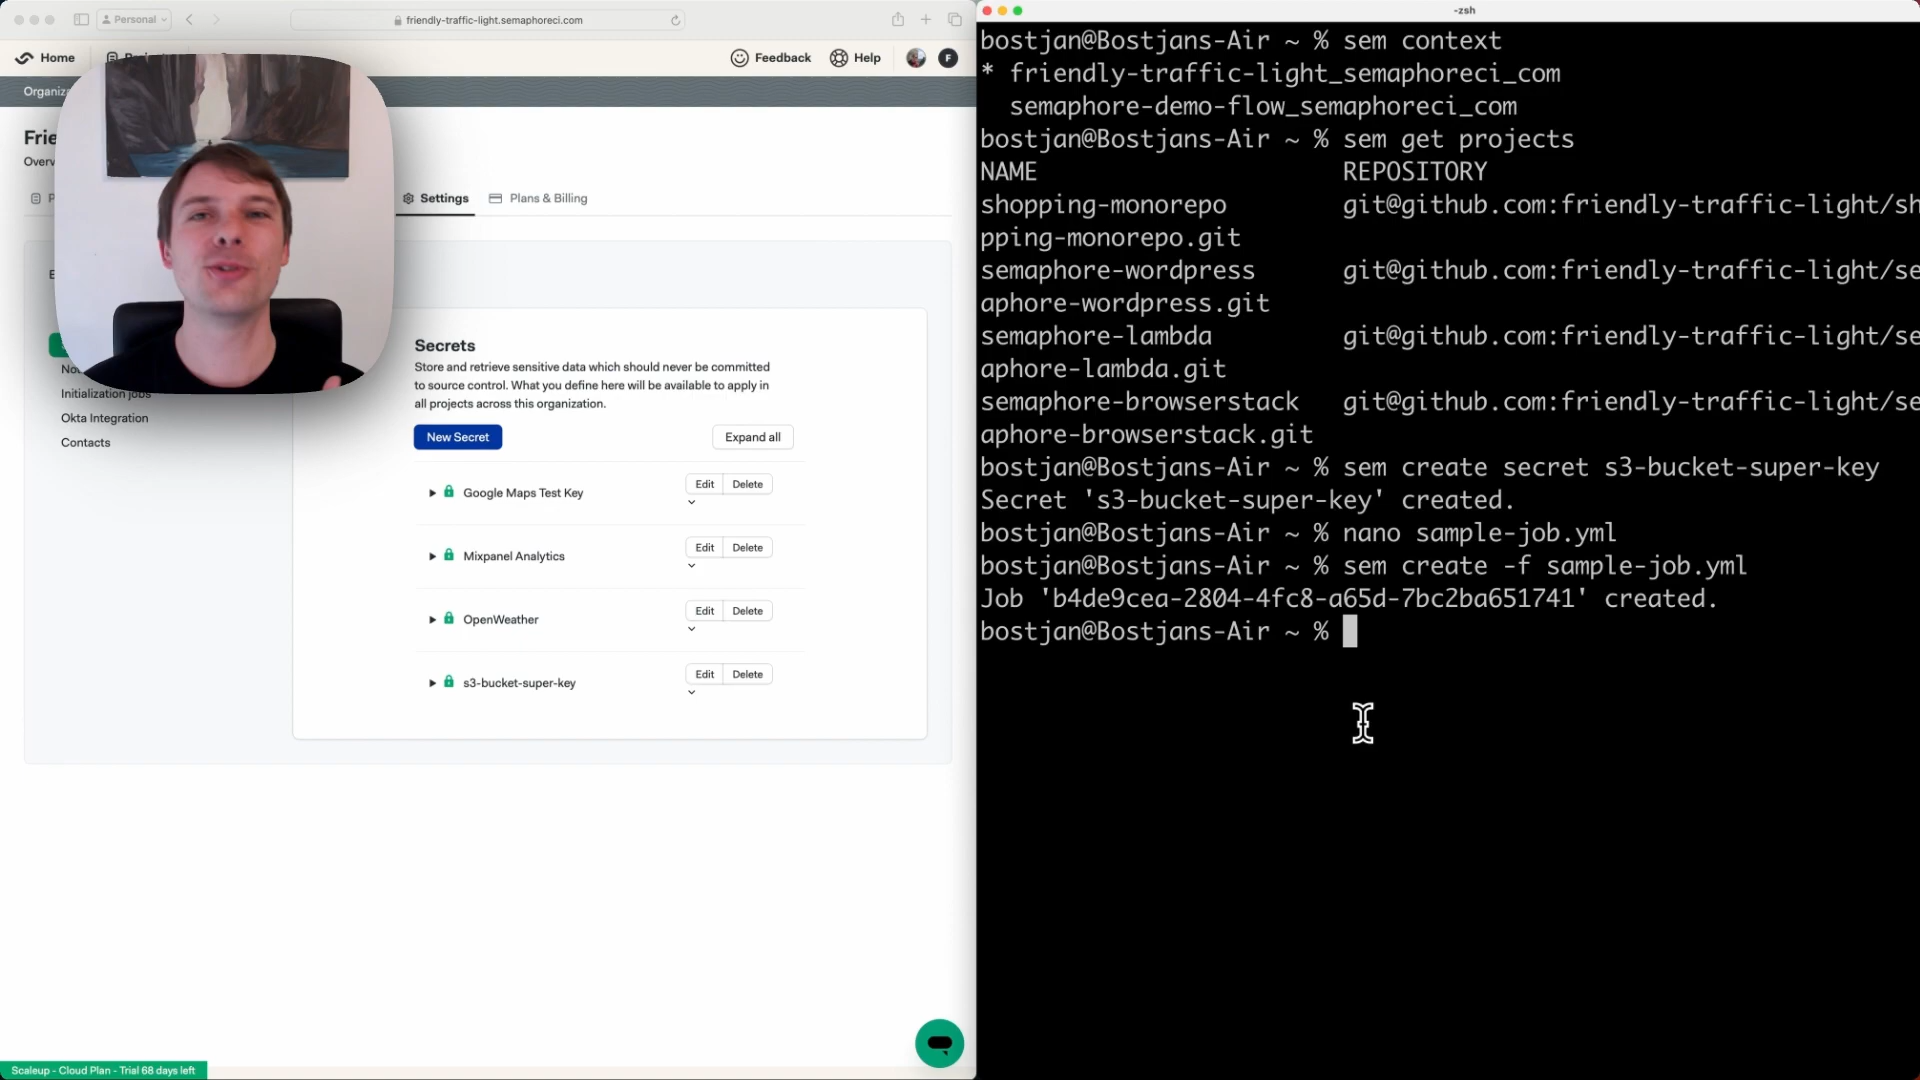 Personal
friendly-traffic-light.semaphoreci.com
Home
Feedback
Help
F
Organiza
Frie
Overv
P
Settings
Plans & Billing
Not
Initialization jobs
Okta Integration
Contacts
Secrets
Store and retrieve sensitive data which should never be committed
to source control. What you define here will be available to apply in
all projects across this organization.
New Secret
Expand all
Google Maps Test Key
Edit
Delete
Mixpanel Analytics
Edit
Delete
OpenWeather
Edit
Delete
s3-bucket-super-key
Edit
Delete
Scaleup - Cloud Plan - Trial 68 days left
-zsh
bostjan@Bostjans-Air ~ % sem context
* friendly-traffic-light_semaphoreci_com
semaphore-demo-flow_semaphoreci_com
bostjan@Bostjans-Air ~ % sem get projects
NAME REPOSITORY
shopping-monorepo git@github.com:friendly-traffic-light/sh
pping-monorepo.git
semaphore-wordpress git@github.com:friendly-traffic-light/se
aphore-wordpress.git
semaphore-lambda git@github.com:friendly-traffic-light/se
aphore-lambda.git
semaphore-browserstack git@github.com:friendly-traffic-light/se
aphore-browserstack.git
bostjan@Bostjans-Air ~ % sem create secret s3-bucket-super-key
Secret 's3-bucket-super-key' created.
bostjan@Bostjans-Air ~ % nano sample-job.yml
bostjan@Bostjans-Air ~ % sem create -f sample-job.yml
Job 'b4de9cea-2804-4fc8-a65d-7bc2ba651741' created.
bostjan@Bostjans-Air ~ %